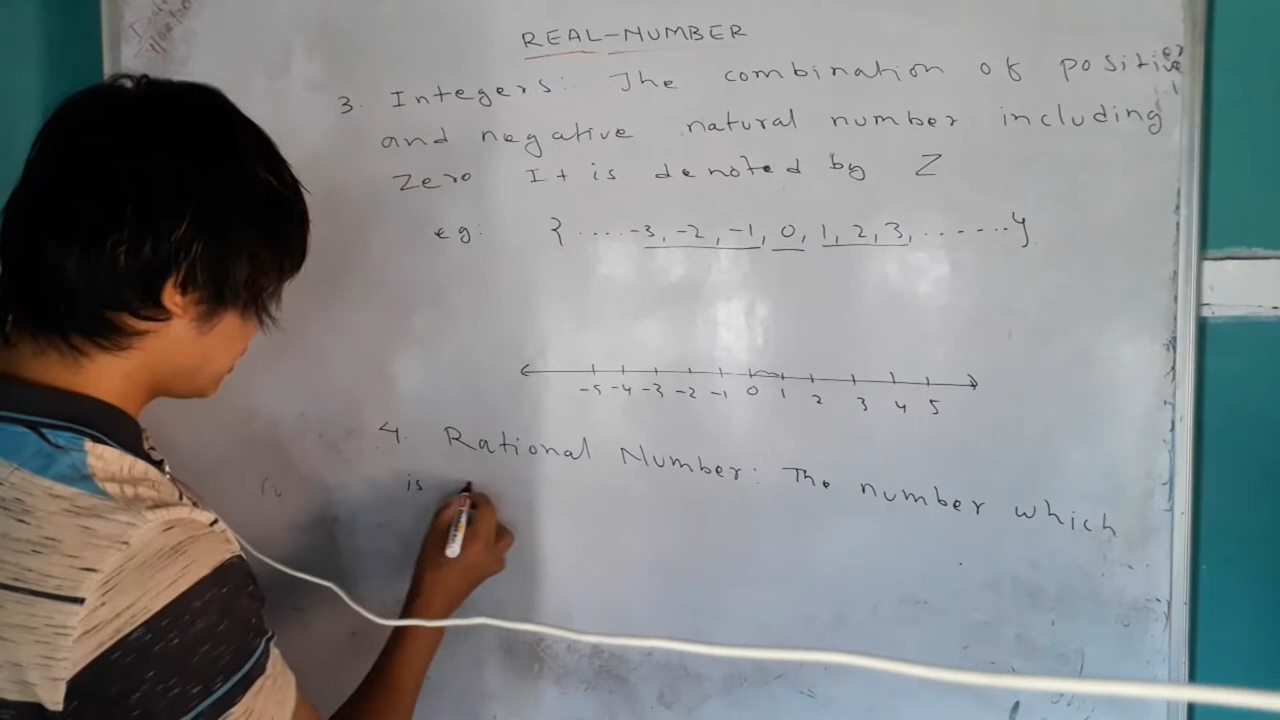 REAL-NUMBER
3. Integers: The combination of positive
and negative natural number including
Zero It is denoted by Z
eg: { .....-3, -2, -1, 0, 1, 2, 3, ...... }
-5 -4 -3 -2 -1 0 1 2 3 4 5
4. Rational Number: The number which
is